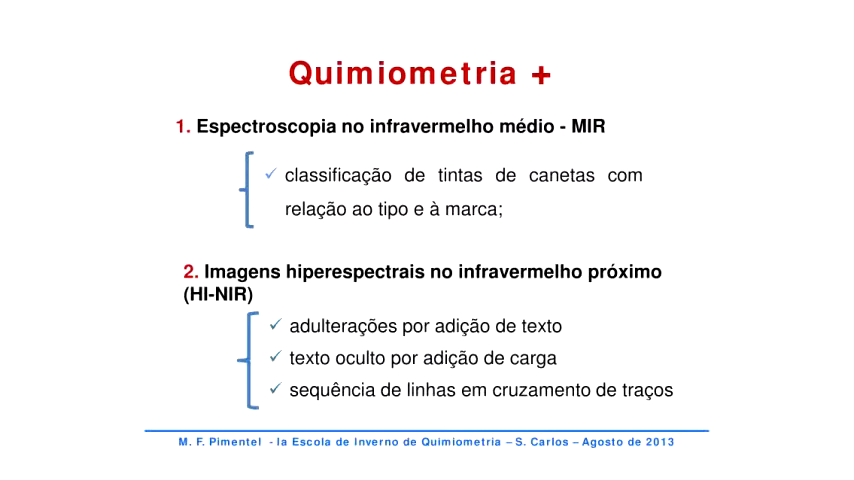 Quimiometria +
1. Espectroscopia no infravermelho médio - MIR
✓ classificação de tintas de canetas com
relação ao tipo e à marca;
2. Imagens hiperespectrais no infravermelho próximo
(HI-NIR)
✓ adulterações por adição de texto
✓ texto oculto por adição de carga
✓ sequência de linhas em cruzamento de traços
M. F. Pimentel - Ia Escola de Inverno de Quimiometria – S. Carlos – Agosto de 2013